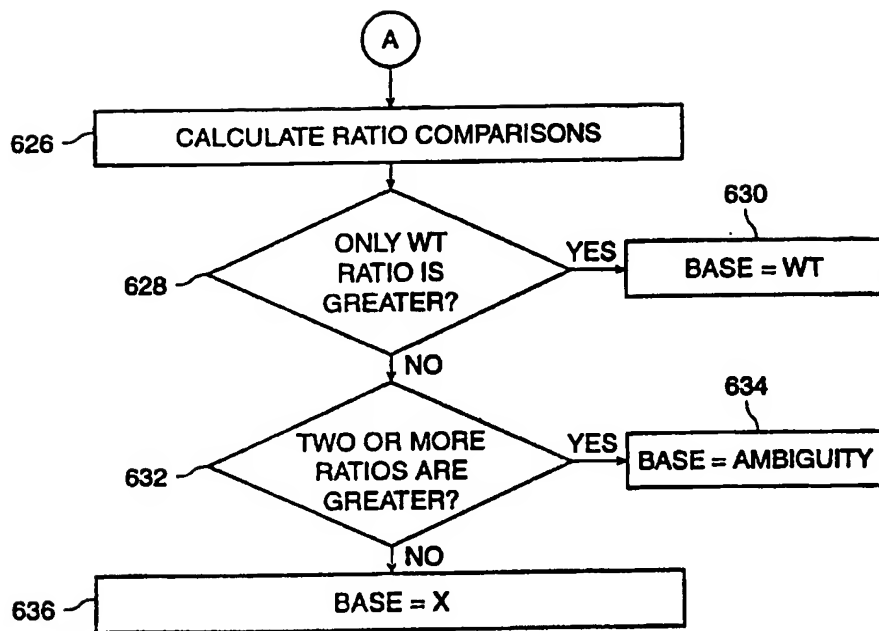 A
626
CALCULATE RATIO COMPARISONS
628
ONLY WT
RATIO IS
GREATER?
YES
630
BASE = WT
NO
632
TWO OR MORE
RATIOS ARE
GREATER?
YES
634
BASE = AMBIGUITY
NO
636
BASE = X